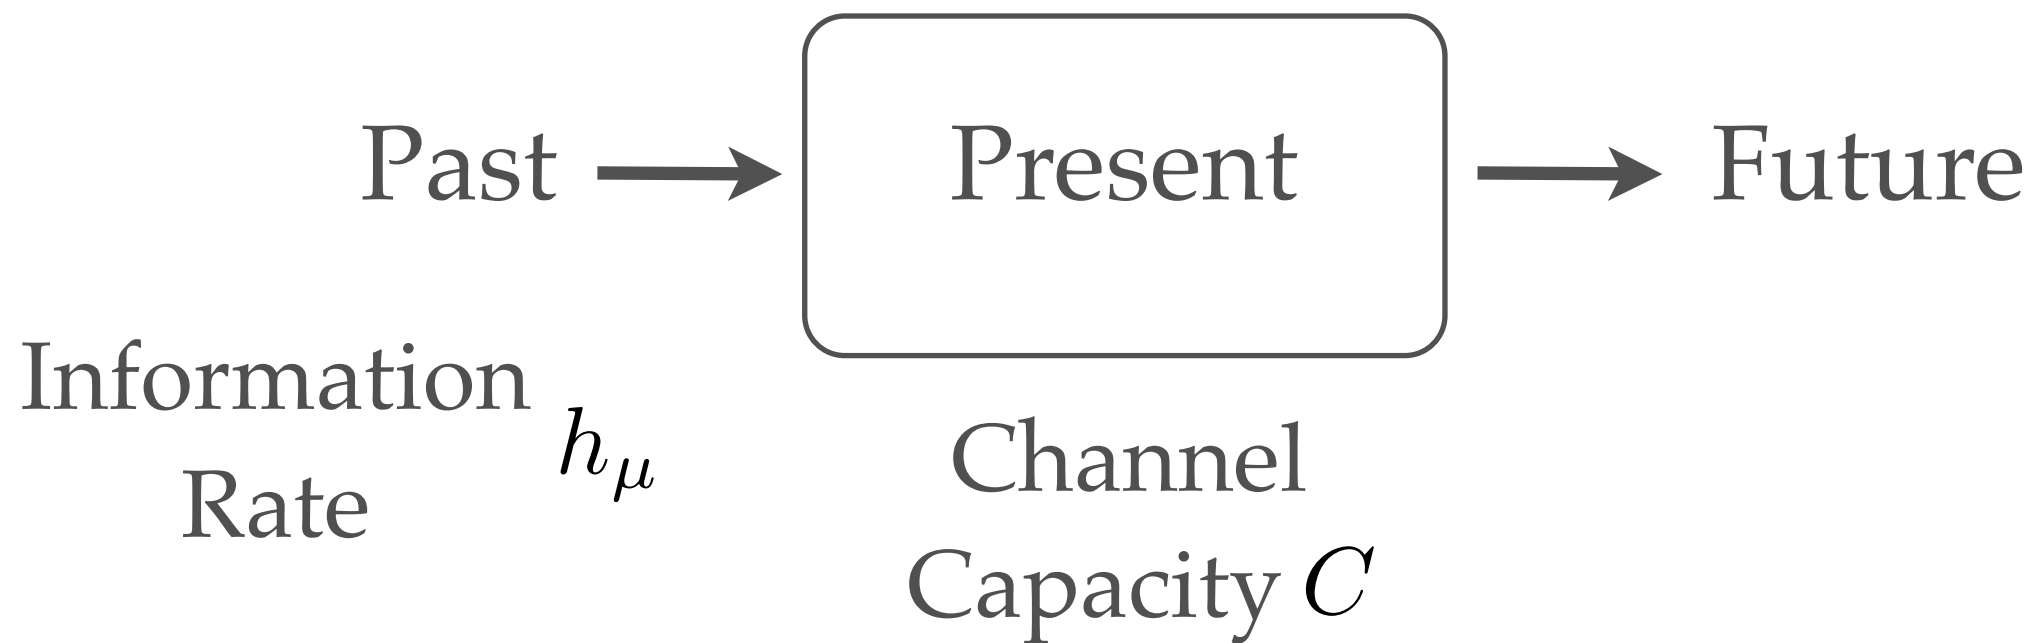 Past Present Future
Information
Rate
h_μ
Channel
Capacity C